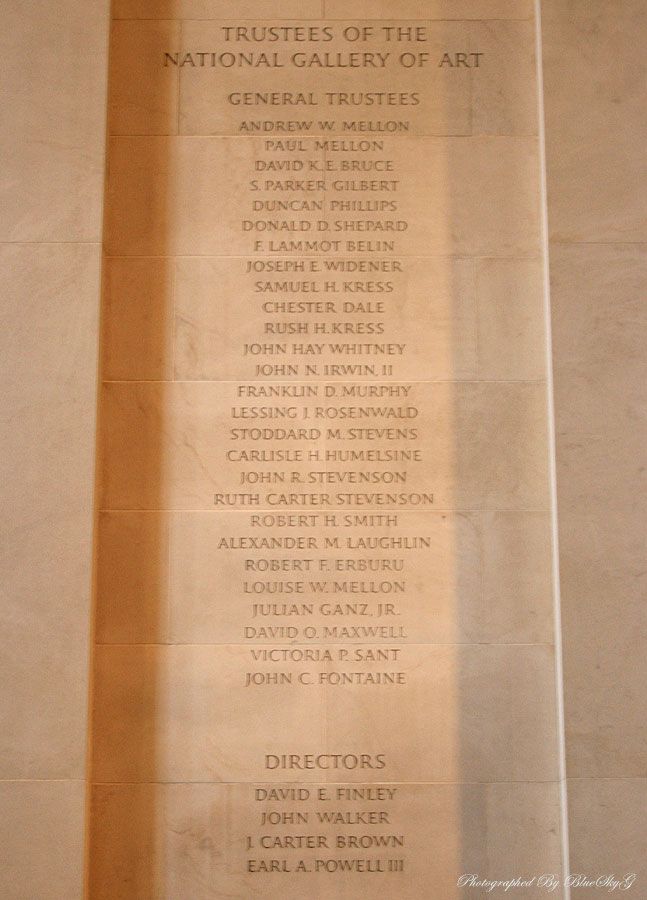 TRUSTEES OF THE
NATIONAL GALLERY OF ART
GENERAL TRUSTEES
ANDREW W. MELLON
PAUL MELLON
DAVID K. E. BRUCE
S. PARKER GILBERT
DUNCAN PHILLIPS
DONALD D. SHEPARD
F. LAMMOT BELIN
JOSEPH E. WIDENER
SAMUEL H. KRESS
CHESTER DALE
RUSH H. KRESS
JOHN HAY WHITNEY
JOHN N. IRWIN, II
FRANKLIN D. MURPHY
LESSING J. ROSENWALD
STODDARD M. STEVENS
CARLISLE H. HUMELSINE
JOHN R. STEVENSON
RUTH CARTER STEVENSON
ROBERT H. SMITH
ALEXANDER M. LAUGHLIN
ROBERT F. ERBURU
LOUISE W. MELLON
JULIAN GANZ, JR.
DAVID O. MAXWELL
VICTORIA P. SANT
JOHN C. FONTAINE
DIRECTORS
DAVID E. FINLEY
JOHN WALKER
J. CARTER BROWN
EARL A. POWELL III
Photographed By BlueSkyG